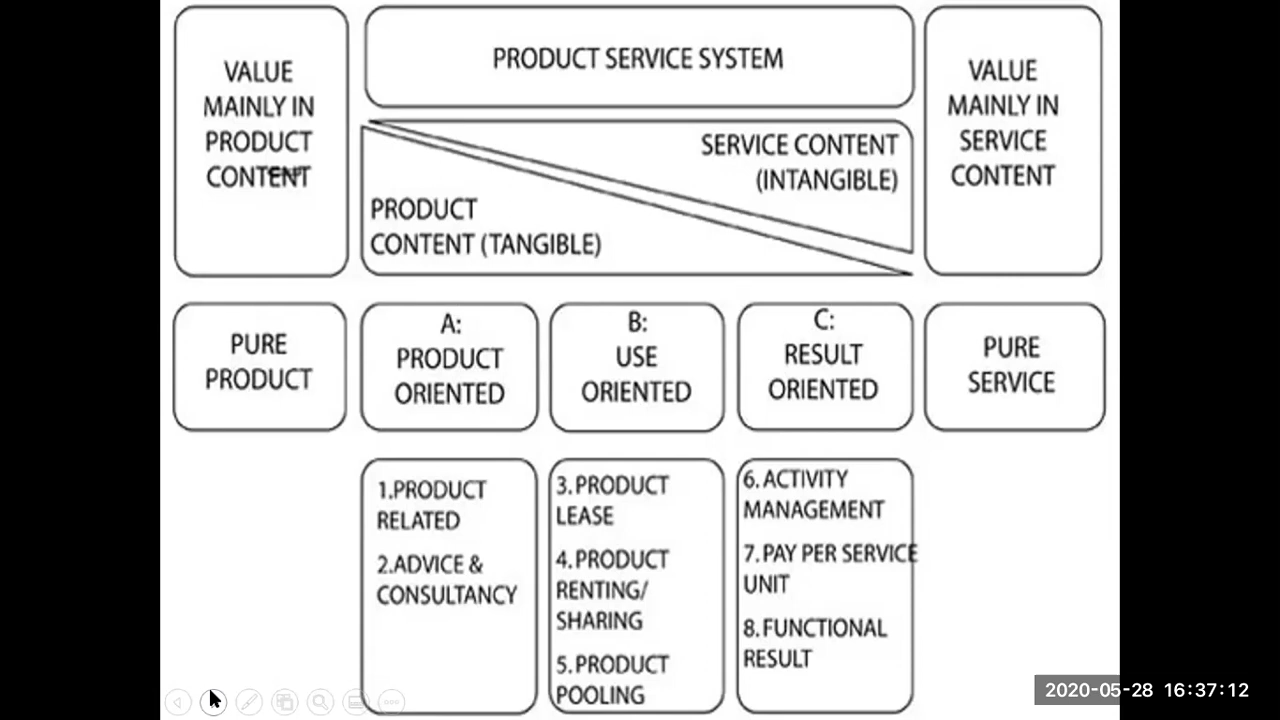 VALUE
MAINLY IN
PRODUCT
CONTENT
PRODUCT SERVICE SYSTEM
SERVICE CONTENT
(INTANGIBLE)
PRODUCT
CONTENT (TANGIBLE)
VALUE
MAINLY IN
SERVICE
CONTENT
PURE
PRODUCT
A:
PRODUCT
ORIENTED
B:
USE
ORIENTED
C:
RESULT
ORIENTED
PURE
SERVICE
1.PRODUCT
RELATED
2.ADVICE &
CONSULTANCY
3.PRODUCT
LEASE
4.PRODUCT
RENTING/
SHARING
5.PRODUCT
POOLING
6.ACTIVITY
MANAGEMENT
7.PAY PER SERVICE
UNIT
8.FUNCTIONAL
RESULT
2020-05-28 16:37:12